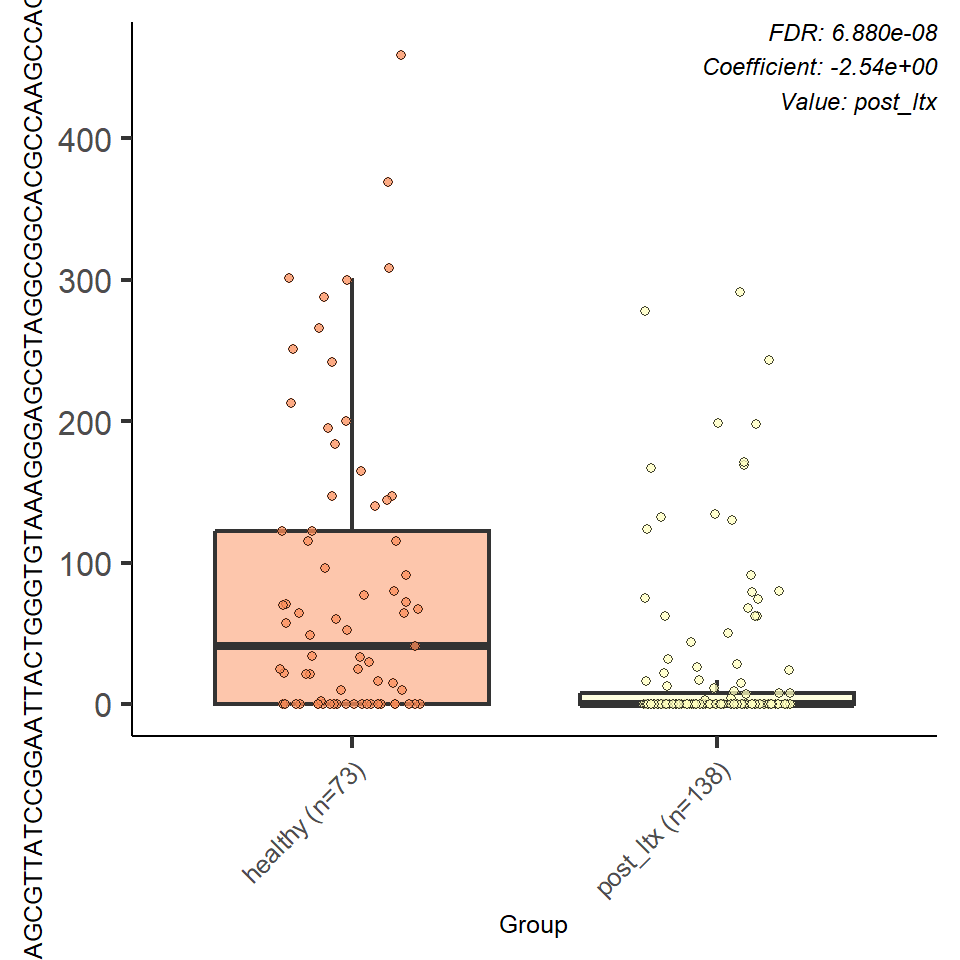 FDR: 6.880e-08
Coefficient: -2.54e+00
Value: post_ltx
AGCGTTATCCGGAATTACTGGGTGTAAAGGGAGCGTAGGCGGCACGCCAAGCCA
400
300
200
100
0
healthy (n=73)
post_ltx (n=138)
Group